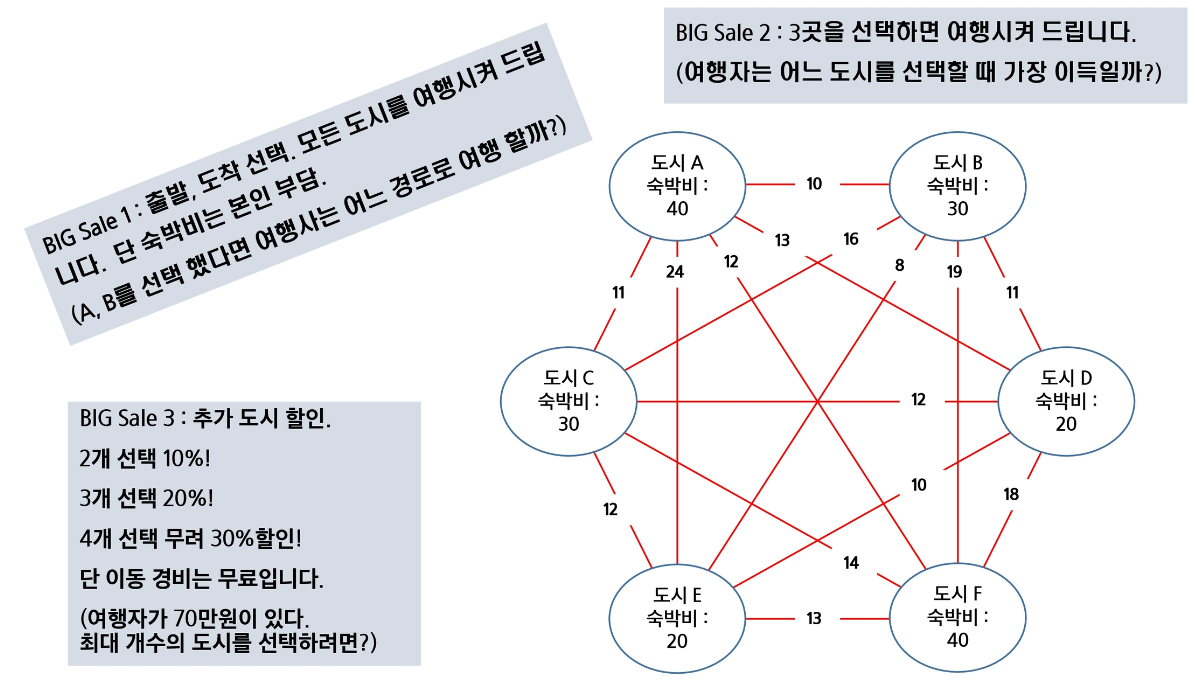 BIG Sale 1 : 출발, 도착 선택. 모든 도시를 여행시켜 드립
니다. 단 숙박비는 본인 부담.
(A, B를 선택 했다면 여행사는 어느 경로로 여행 할까?)
BIG Sale 2 : 3곳을 선택하면 여행시켜 드립니다.
(여행자는 어느 도시를 선택할 때 가장 이득일까?)
도시 A
숙박비 :
40
10
도시 B
숙박비 :
30
13
16
24
12
8
19
11
11
도시 C
숙박비 :
30
12
도시 D
숙박비 :
20
12
10
18
14
도시 E
숙박비 :
20
13
도시 F
숙박비 :
40
BIG Sale 3 : 추가 도시 할인.
2개 선택 10%!
3개 선택 20%!
4개 선택 무려 30%할인!
단 이동 경비는 무료입니다.
(여행자가 70만원이 있다.
최대 개수의 도시를 선택하려면?)